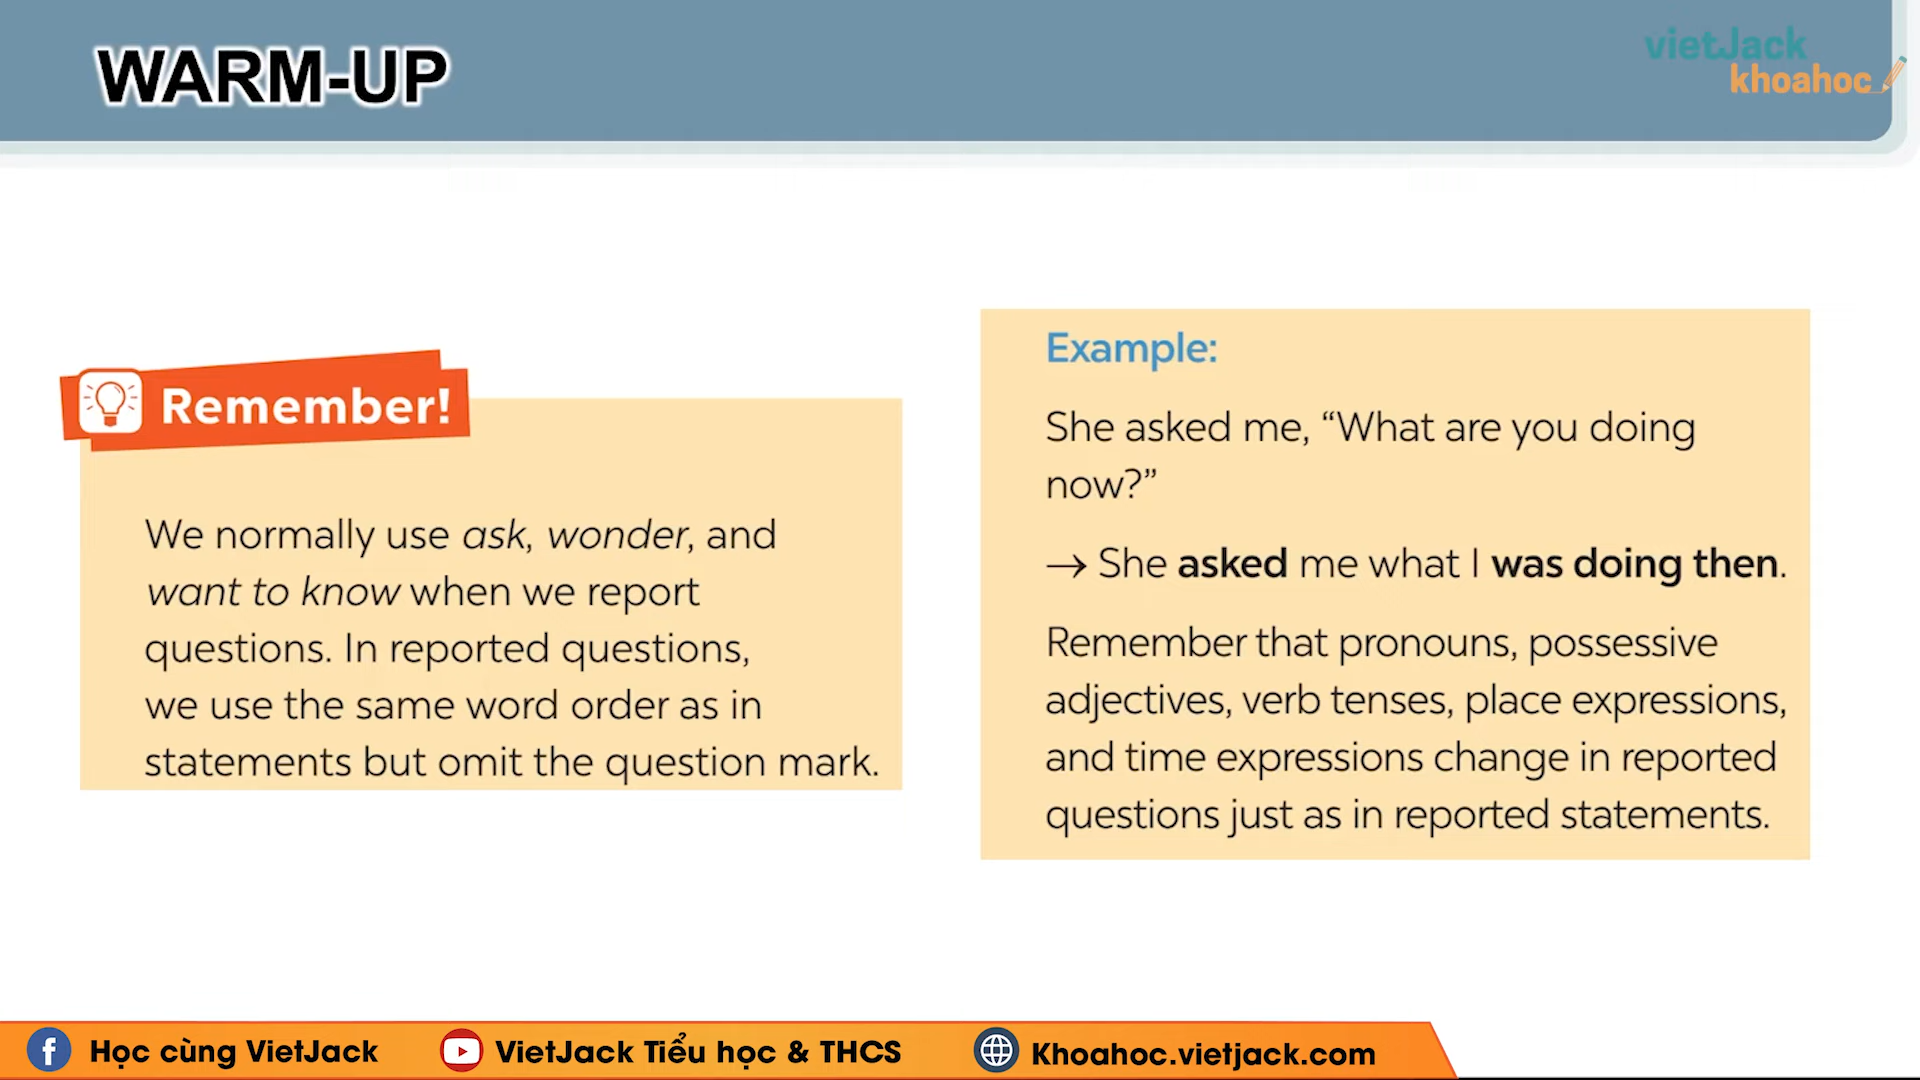 WARM-UP
vietJack
khoahoc
Remember!
We normally use ask, wonder, and
want to know when we report
questions. In reported questions,
we use the same word order as in
statements but omit the question mark.
Example:
She asked me, “What are you doing
now?”
→ She asked me what I was doing then.
Remember that pronouns, possessive
adjectives, verb tenses, place expressions,
and time expressions change in reported
questions just as in reported statements.
Học cùng VietJack
VietJack Tiểu học & THCS
Khoahoc.vietjack.com